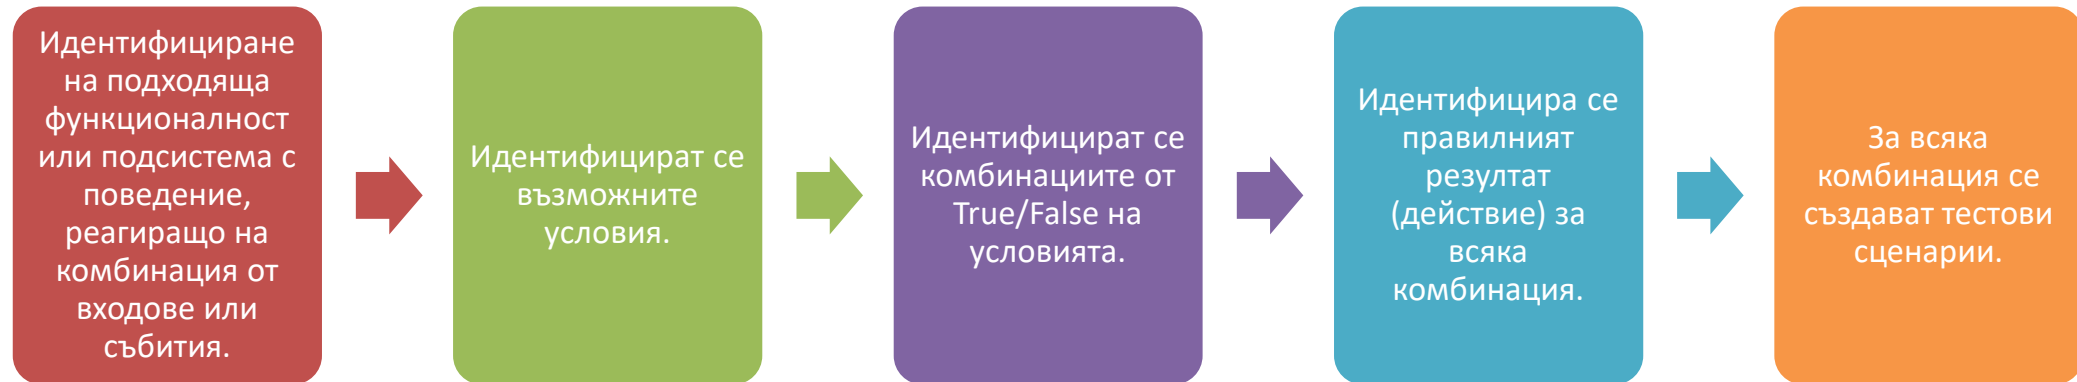 Идентифициране
на подходяща
функционалност
или подсистема с
поведение,
реагиращо на
комбинация от
входове или
събития.
Идентифицират се
възможните
условия.
Идентифицират се
комбинациите от
True/False на
условията.
Идентифицира се
правилният
резултат
(действие) за
всяка
комбинация.
За всяка
комбинация се
създават тестови
сценарии.